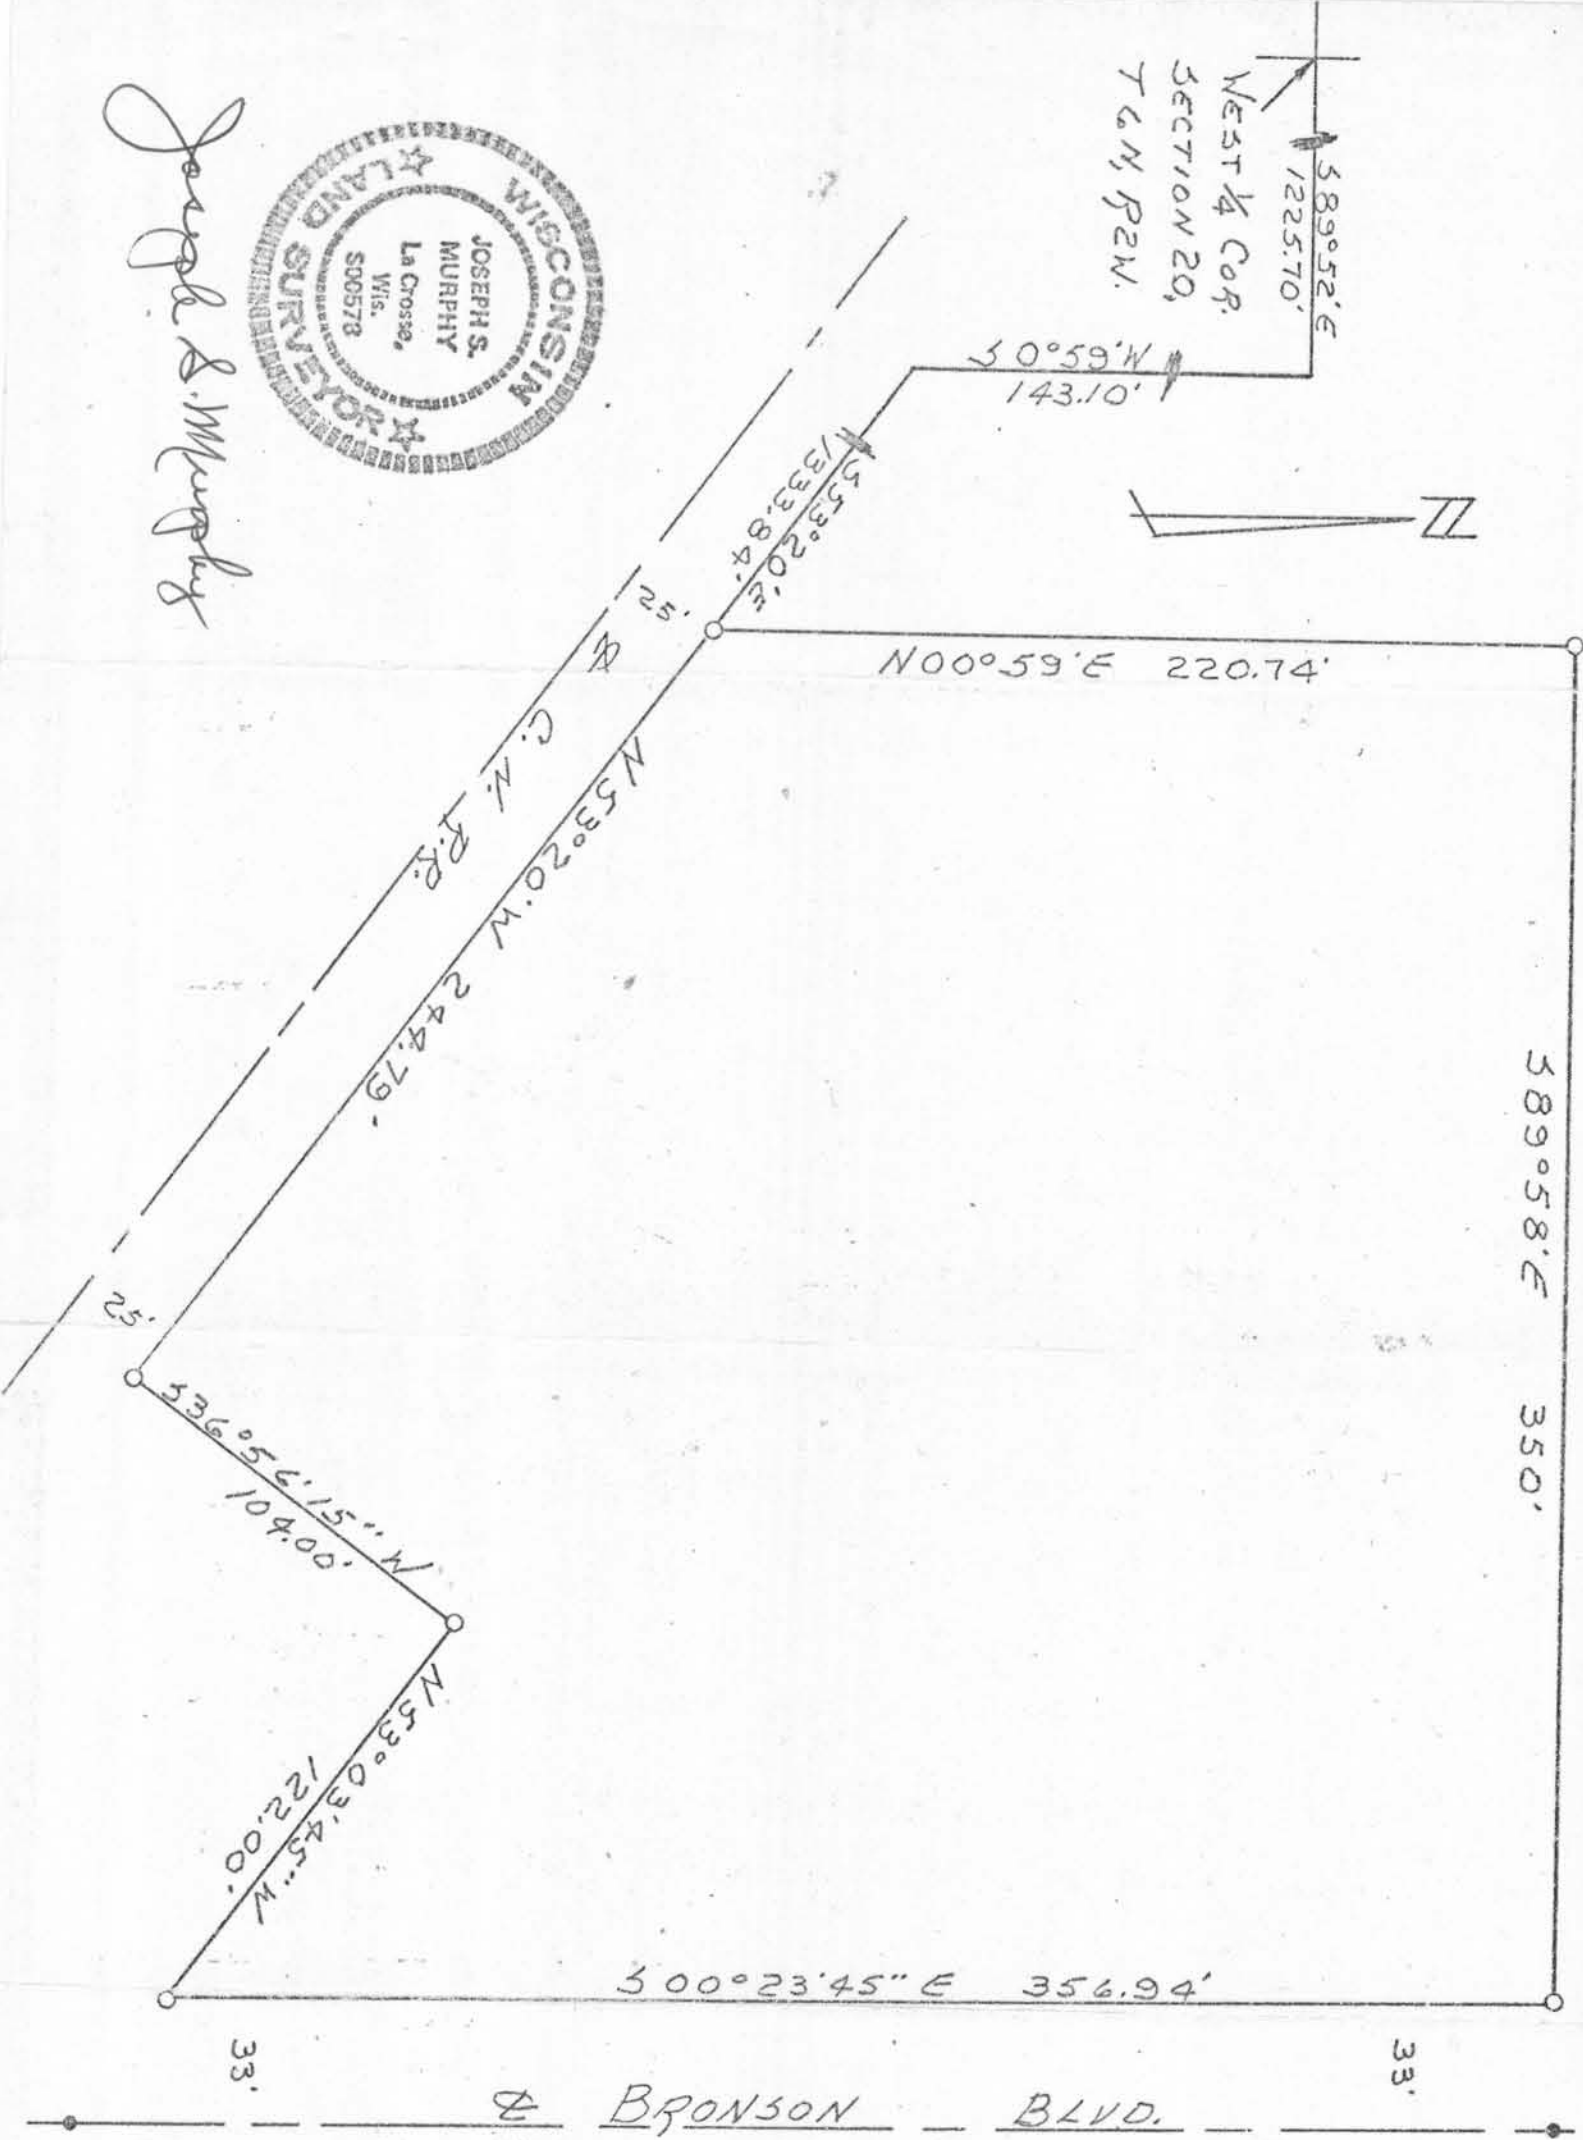 S89°52'E
1225.70'
WEST 1/4 COR.
SECTION 20,
T6N, R2W.
S0°59'W
143.10'
N
S53°20'E
1333.84'
N00°59'E 220.74'
S89°58'E 350'
25'
℄ C. N. R.R.
N53°20'W 244.79'
25'
S36°56'15"W
104.00'
N53°03'45"W
122.00'
S00°23'45"E 356.94'
33'
33'
℄ BRONSON BLVD.
WISCONSIN
JOSEPH S.
MURPHY
La Crosse,
Wis.
S00578
LAND SURVEYOR
Joseph S. Murphy